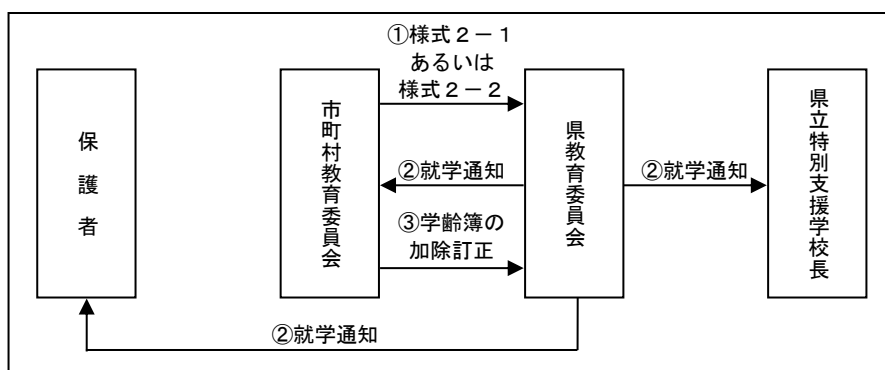 ①様式2－1
あるいは
様式2－2
保護者
市町村教育委員会
県教育委員会
県立特別支援学校長
②就学通知
②就学通知
③学齢簿の
加除訂正
②就学通知